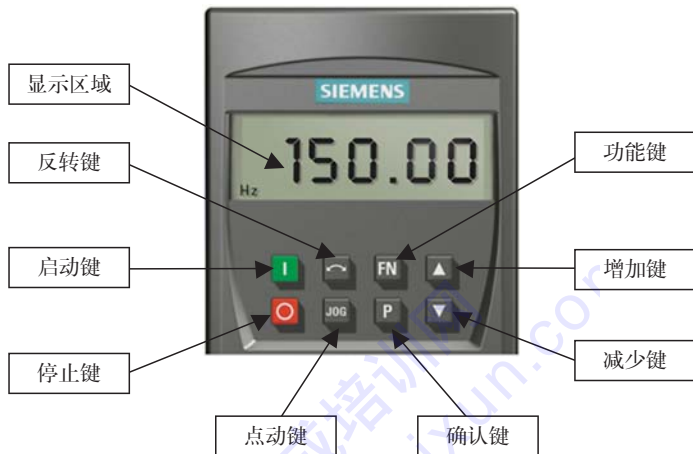 显示区域
SIEMENS
150.00
反转键
功能键
Hz
启动键
I
FN
增加键
JOG
P
停止键
减少键
点动键
确认键